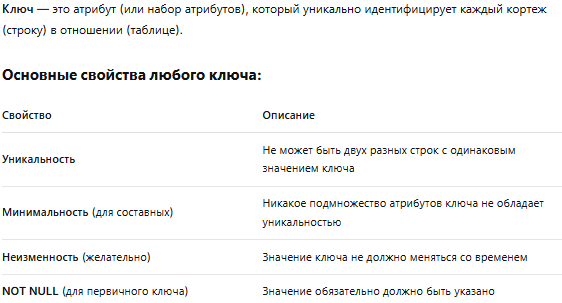 Ключ — это атрибут (или набор атрибутов), который уникально идентифицирует каждый кортеж
(строку) в отношении (таблице).
Основные свойства любого ключа:
Свойство Описание
Уникальность Не может быть двух разных строк с одинаковым
значением ключа
Минимальность (для составных) Никакое подмножество атрибутов ключа не обладает
уникальностью
Неизменность (желательно) Значение ключа не должно меняться со временем
NOT NULL (для первичного ключа) Значение обязательно должно быть указано